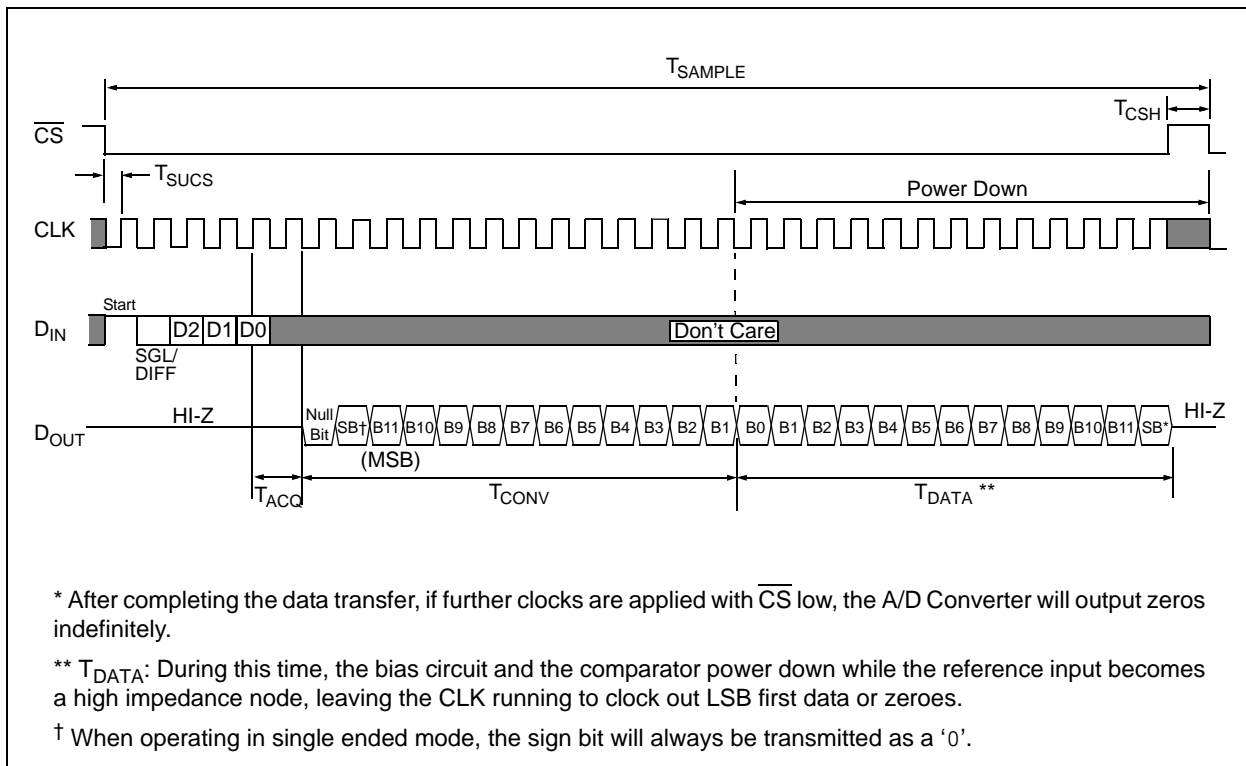 TSAMPLE
TCSH
CS
TSUCS
Power Down
CLK
Start
DIN
D2 D1 D0
Don't Care
SGL/
DIFF
HI-Z
HI-Z
DOUT
Null
Bit
SB† B11 B10 B9 B8 B7 B6 B5 B4 B3 B2 B1 B0 B1 B2 B3 B4 B5 B6 B7 B8 B9 B10 B11 SB*
(MSB)
TACQ
TCONV
TDATA **
* After completing the data transfer, if further clocks are applied with CS low, the A/D Converter will output zeros
indefinitely.
** TDATA: During this time, the bias circuit and the comparator power down while the reference input becomes
a high impedance node, leaving the CLK running to clock out LSB first data or zeroes.
† When operating in single ended mode, the sign bit will always be transmitted as a ‘0’.